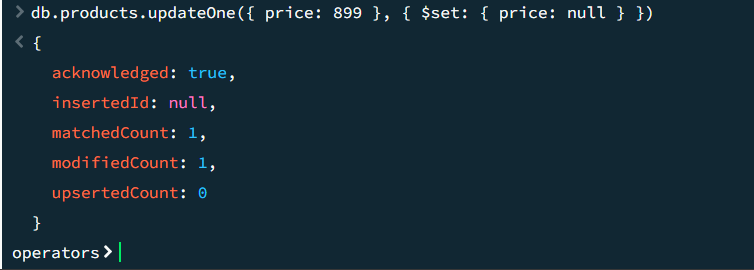 > db.products.updateOne({ price: 899 }, { $set: { price: null } })
< {
acknowledged: true,
insertedId: null,
matchedCount: 1,
modifiedCount: 1,
upsertedCount: 0
}
operators>